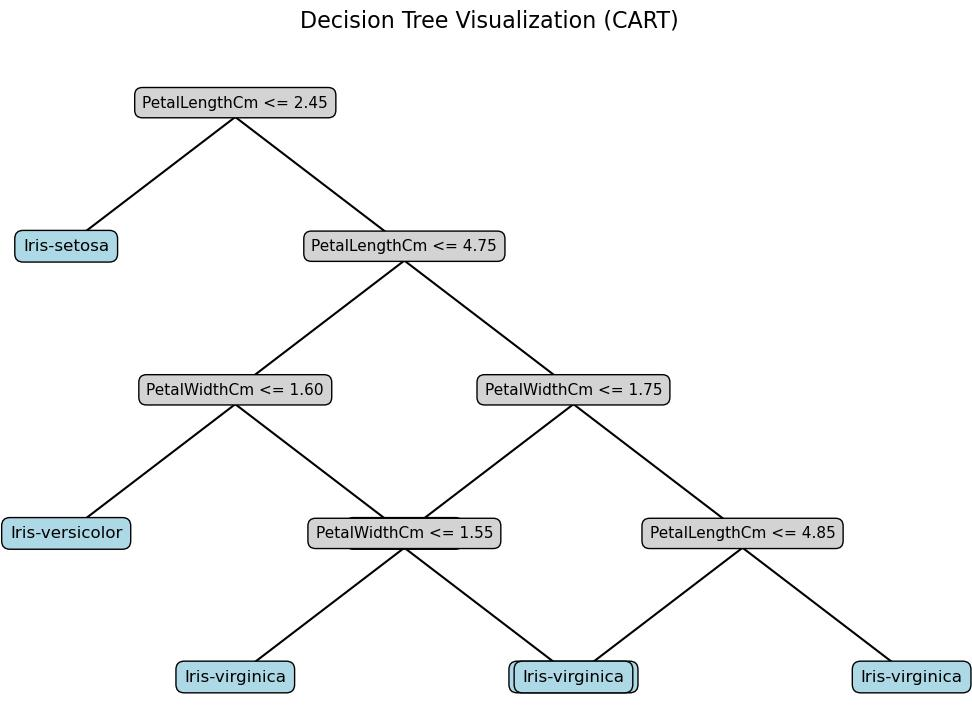 Decision Tree Visualization (CART)
PetalLengthCm <= 2.45
Iris-setosa
PetalLengthCm <= 4.75
PetalWidthCm <= 1.60
PetalWidthCm <= 1.75
Iris-versicolor
PetalWidthCm <= 1.55
PetalLengthCm <= 4.85
Iris-virginica
Iris-virginica
Iris-virginica